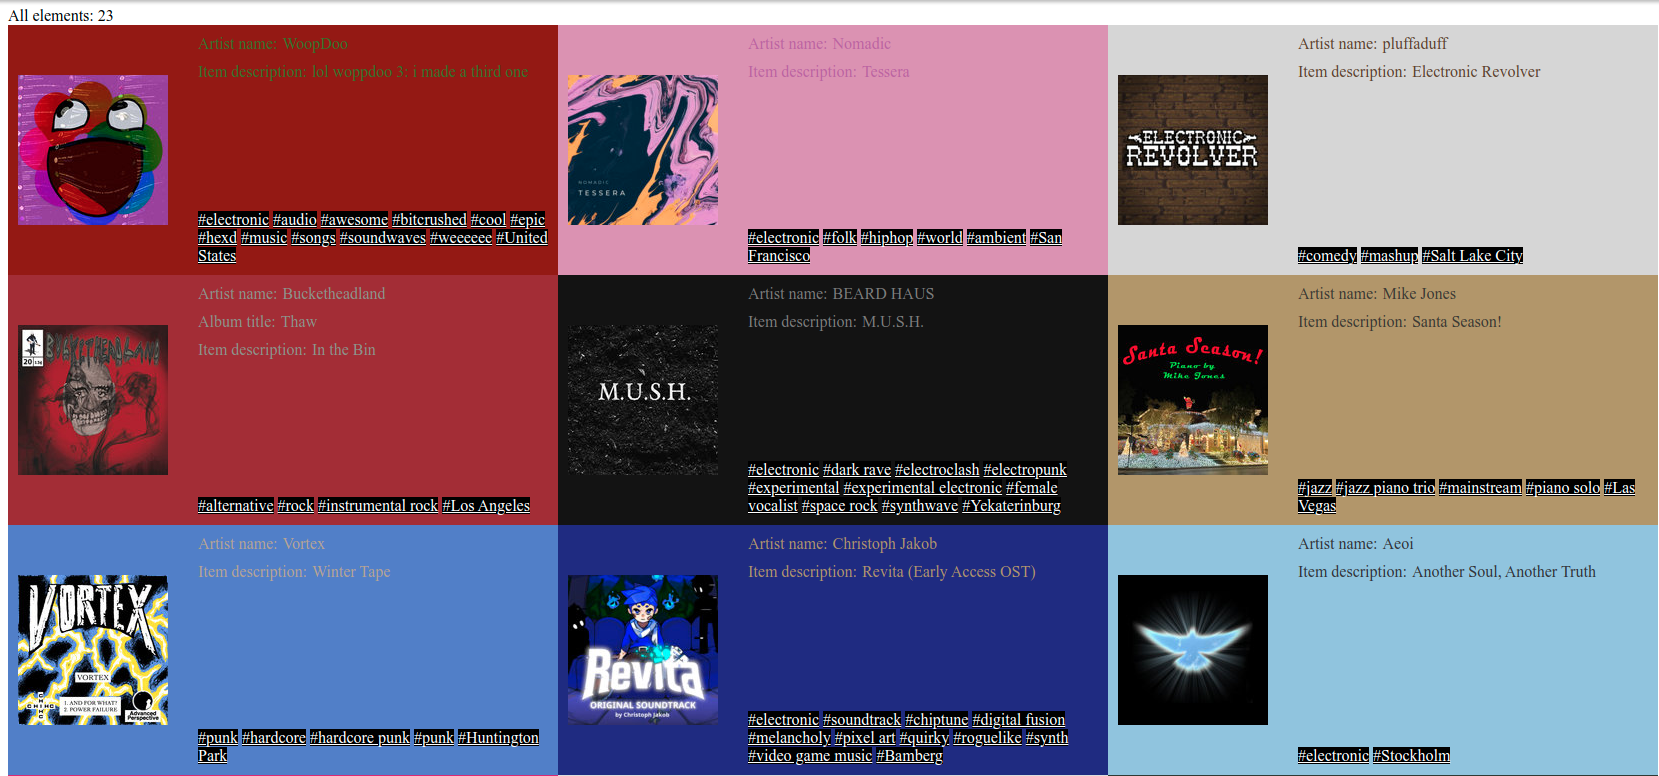 All elements: 23
Artist name: WoopDoo
Item description: lol woppdoo 3: i made a third one
#electronic #audio #awesome #bitcrushed #cool #epic
#hexd #music #songs #soundwaves #weeeeee #United
States
Artist name: Nomadic
Item description: Tessera
NOMADIC
TESSERA
#electronic #folk #hiphop #world #ambient #San
Francisco
Artist name: pluffaduff
Item description: Electronic Revolver
ELECTRONIC
REVOLVER
#comedy #mashup #Salt Lake City
Artist name: Bucketheadland
Album title: Thaw
Item description: In the Bin
BUCKETHEADLAND
20
#alternative #rock #instrumental rock #Los Angeles
Artist name: BEARD HAUS
Item description: M.U.S.H.
M.U.S.H.
#electronic #dark rave #electroclash #electropunk
#experimental #experimental electronic #female
vocalist #space rock #synthwave #Yekaterinburg
Artist name: Mike Jones
Item description: Santa Season!
Santa Season!
Piano by
Mike Jones
#jazz #jazz piano trio #mainstream #piano solo #Las
Vegas
Artist name: Vortex
Item description: Winter Tape
VORTEX
VORTEX
1. AND FOR WHAT?
2. POWER FAILURE
Advanced
Perspective
#punk #hardcore #hardcore punk #punk #Huntington
Park
Artist name: Christoph Jakob
Item description: Revita (Early Access OST)
Revita
ORIGINAL SOUNDTRACK
by Christoph Jakob
#electronic #soundtrack #chiptune #digital fusion
#melancholy #pixel art #quirky #roguelike #synth
#video game music #Bamberg
Artist name: Aeoi
Item description: Another Soul, Another Truth
#electronic #Stockholm